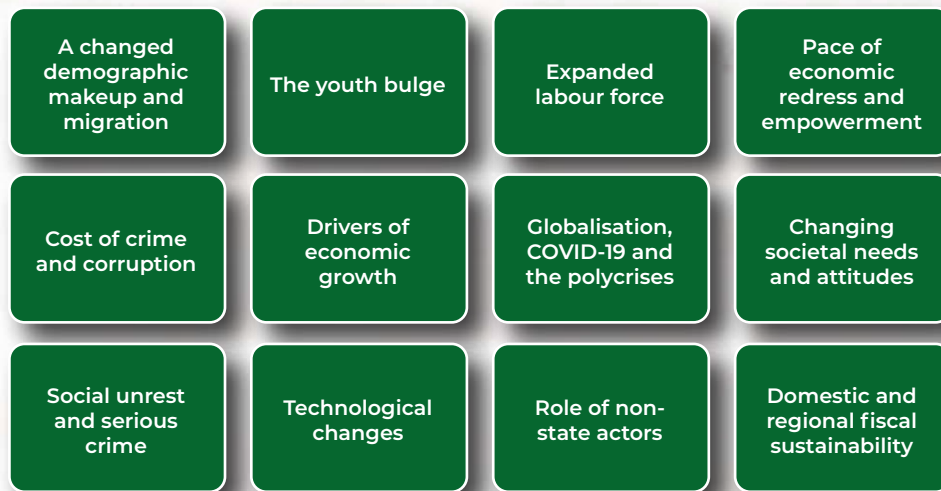 A changed
demographic
makeup and
migration
The youth bulge
Expanded
labour force
Pace of
economic
redress and
empowerment
Cost of crime
and corruption
Drivers of
economic
growth
Globalisation,
COVID-19 and
the polycrises
Changing
societal needs
and attitudes
Social unrest
and serious
crime
Technological
changes
Role of non-
state actors
Domestic and
regional fiscal
sustainability